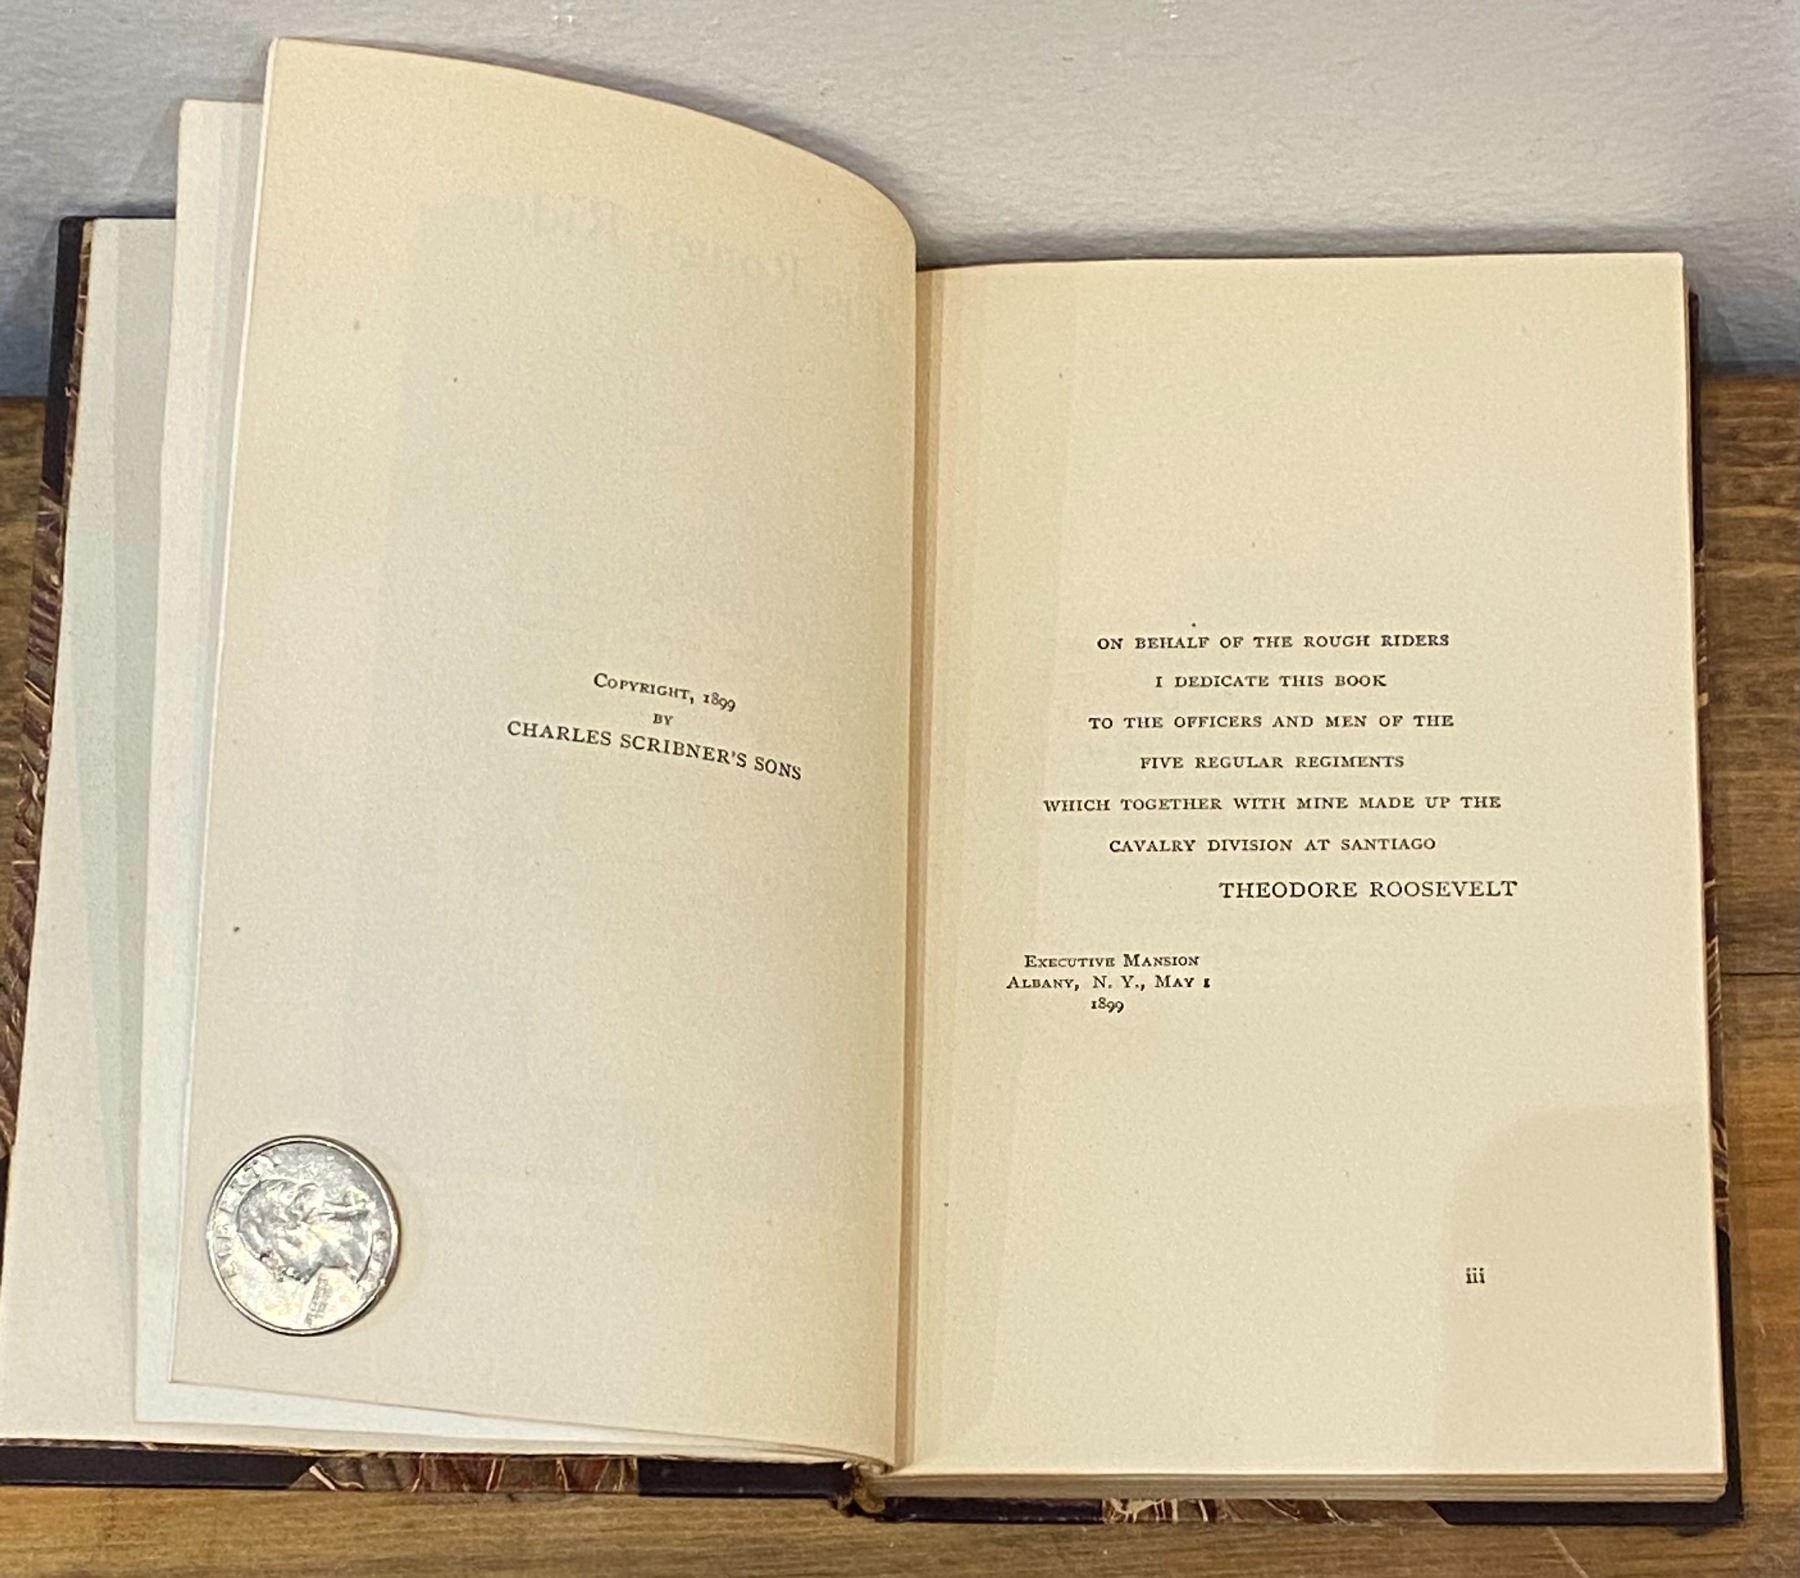 Copyright, 1899
BY
CHARLES SCRIBNER'S SONS
ON BEHALF OF THE ROUGH RIDERS
I DEDICATE THIS BOOK
TO THE OFFICERS AND MEN OF THE
FIVE REGULAR REGIMENTS
WHICH TOGETHER WITH MINE MADE UP THE
CAVALRY DIVISION AT SANTIAGO
THEODORE ROOSEVELT
Executive Mansion
Albany, N. Y., May 1
1899
iii
LIBERTY